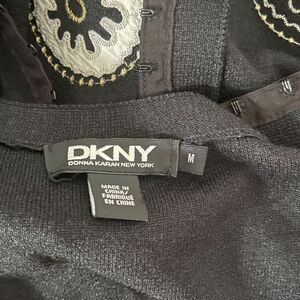 DKNY
DONNA KARAN NEW YORK
M
MADE IN
CHINA/
FABRIQUÉ
EN CHINE